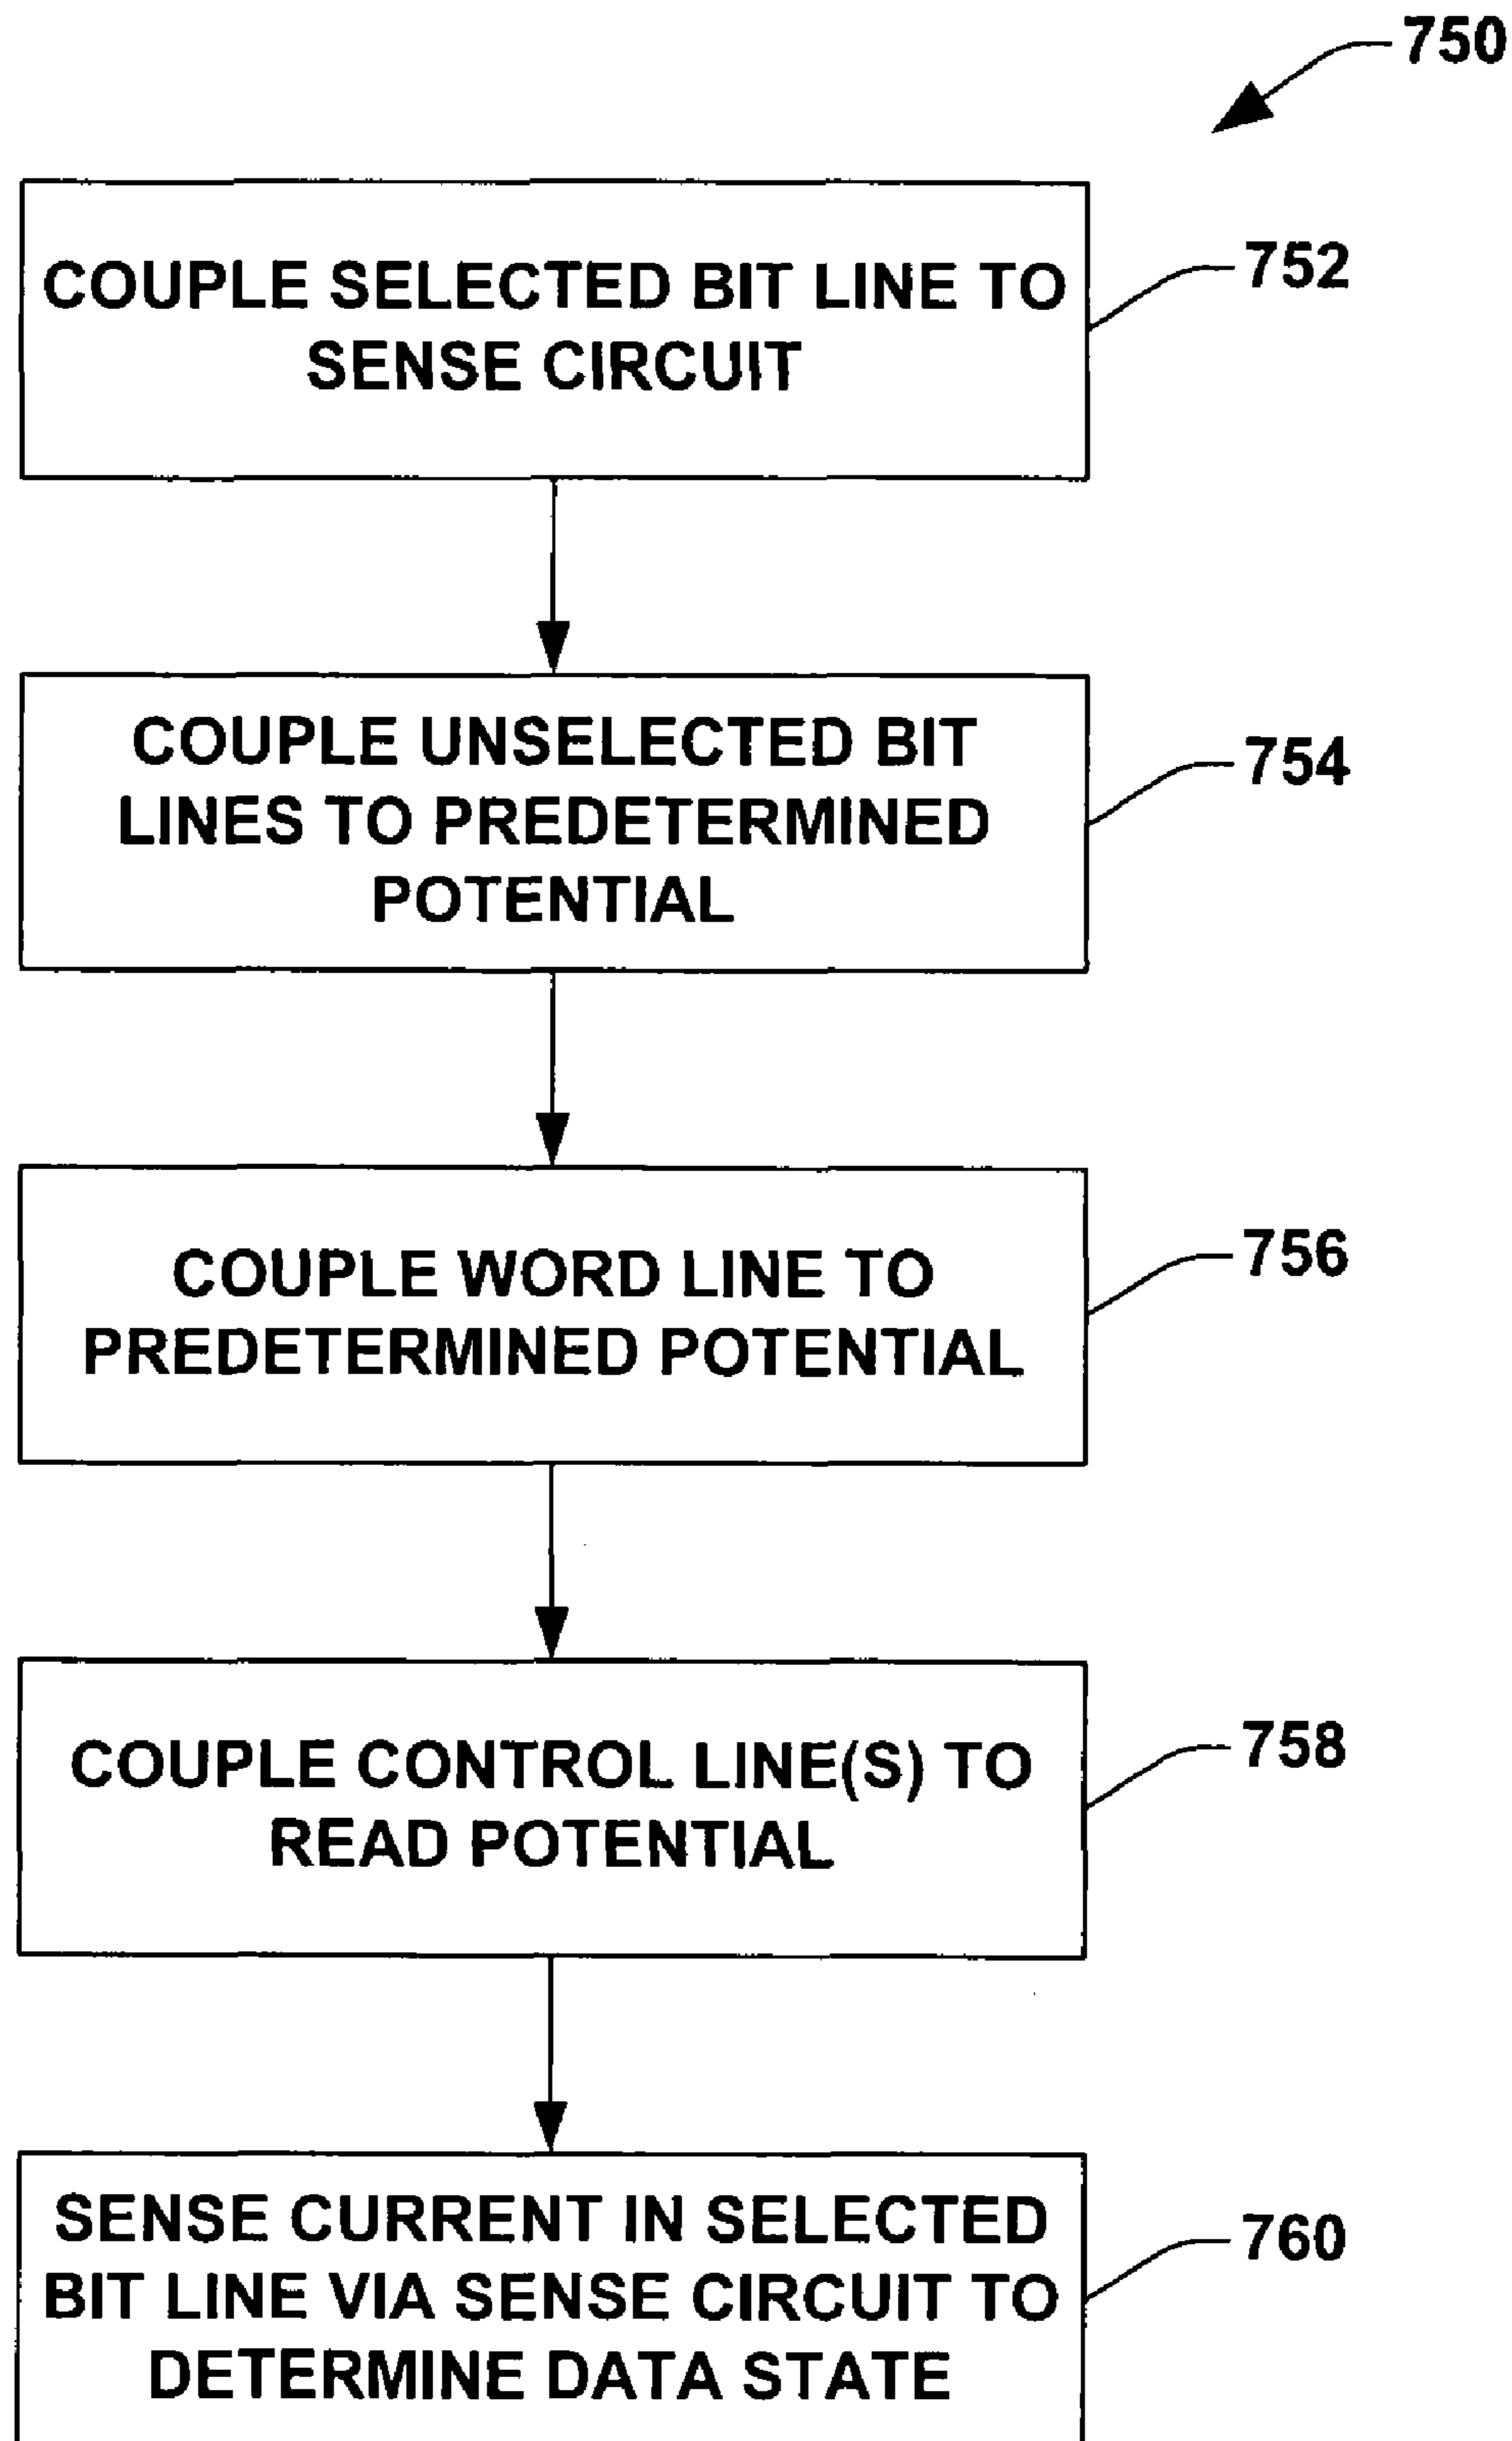 750
COUPLE SELECTED BIT LINE TO
SENSE CIRCUIT
752
COUPLE UNSELECTED BIT
LINES TO PREDETERMINED
POTENTIAL
754
COUPLE WORD LINE TO
PREDETERMINED POTENTIAL
756
COUPLE CONTROL LINE(S) TO
READ POTENTIAL
758
SENSE CURRENT IN SELECTED
BIT LINE VIA SENSE CIRCUIT TO
DETERMINE DATA STATE
760